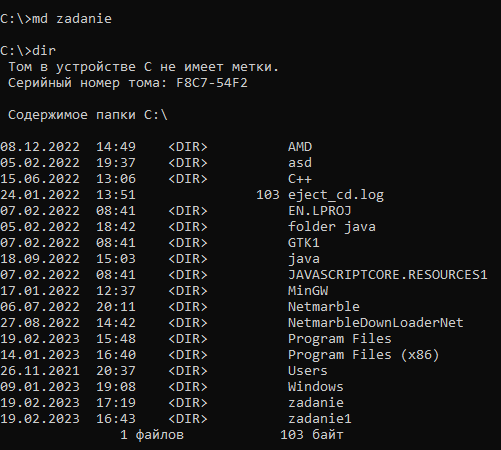 C:\>md zadanie
C:\>dir
Том в устройстве C не имеет метки.
Серийный номер тома: F8C7-54F2
Содержимое папки C:\
08.12.2022  14:49    <DIR>          AMD
05.02.2022  19:37    <DIR>          asd
15.06.2022  13:06    <DIR>          C++
24.01.2022  13:51               103 eject_cd.log
07.02.2022  08:41    <DIR>          EN.LPROJ
05.02.2022  18:42    <DIR>          folder java
07.02.2022  08:41    <DIR>          GTK1
18.09.2022  15:03    <DIR>          java
07.02.2022  08:41    <DIR>          JAVASCRIPTCORE.RESOURCES1
17.01.2022  12:37    <DIR>          MinGW
06.07.2022  20:11    <DIR>          Netmarble
27.08.2022  14:42    <DIR>          NetmarbleDownLoaderNet
19.02.2023  15:48    <DIR>          Program Files
14.01.2023  16:40    <DIR>          Program Files (x86)
26.11.2021  20:37    <DIR>          Users
09.01.2023  19:08    <DIR>          Windows
19.02.2023  17:19    <DIR>          zadanie
19.02.2023  16:43    <DIR>          zadanie1
1 файлов            103 байт